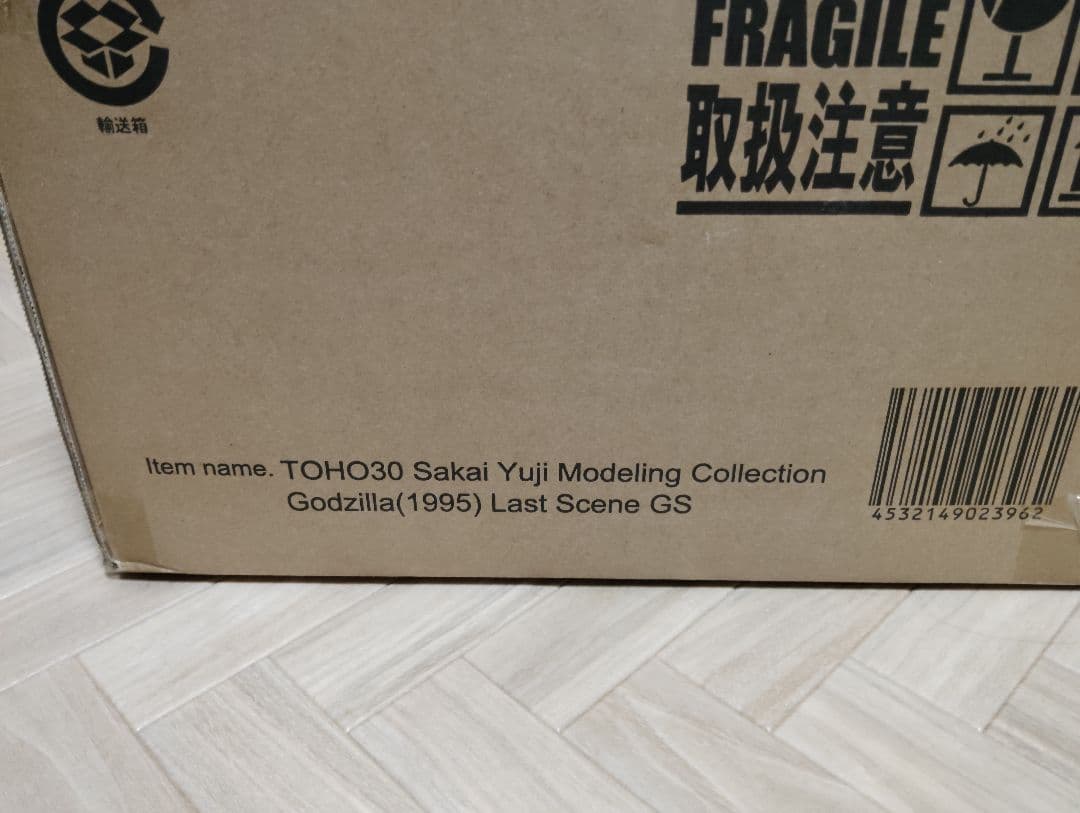 FRAGILE
取扱注意
輸送箱
Item name. TOHO30 Sakai Yuji Modeling Collection
Godzilla(1995) Last Scene GS
4532149023962